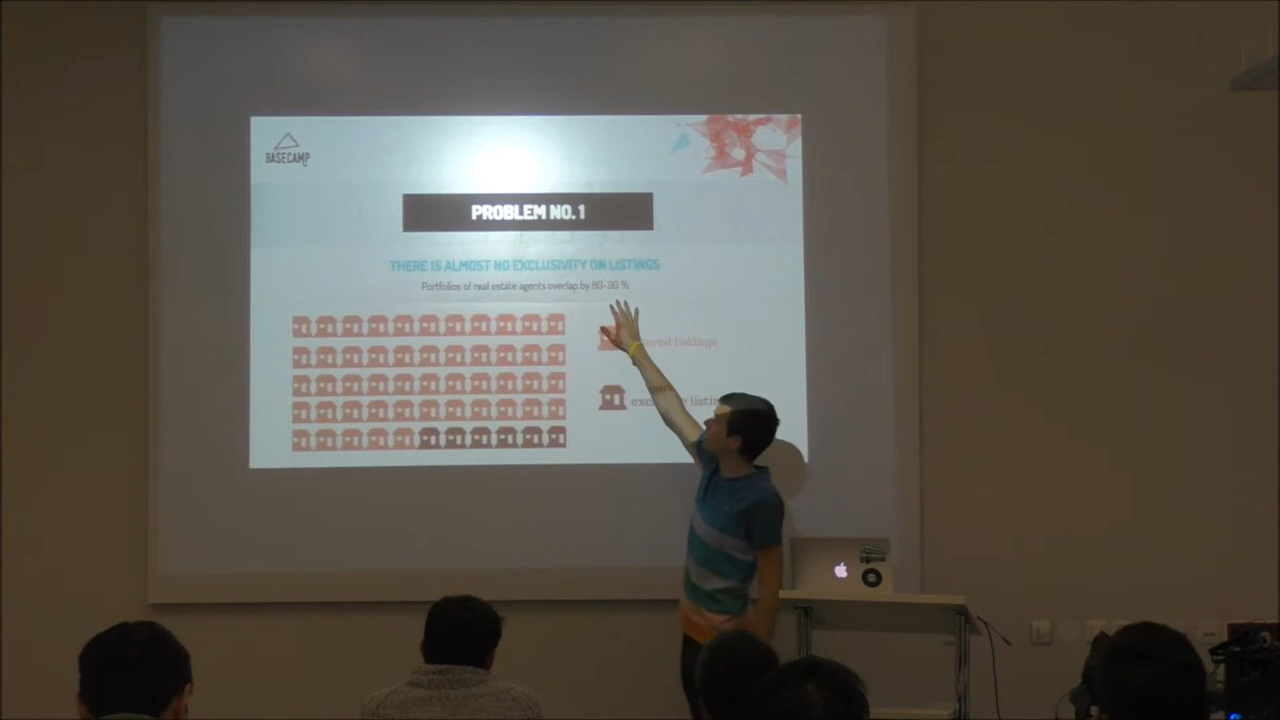 BASECAMP
PROBLEM NO. 1
THERE IS ALMOST NO EXCLUSIVITY ON LISTINGS
Portfolios of real estate agents overlap by 80-90 %
listings